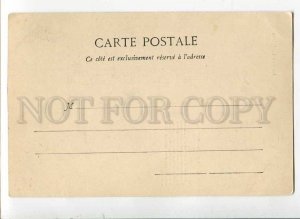 CARTE POSTALE
Ce côté est exclusivement réservé à l'adresse
NOT FOR COPY
M